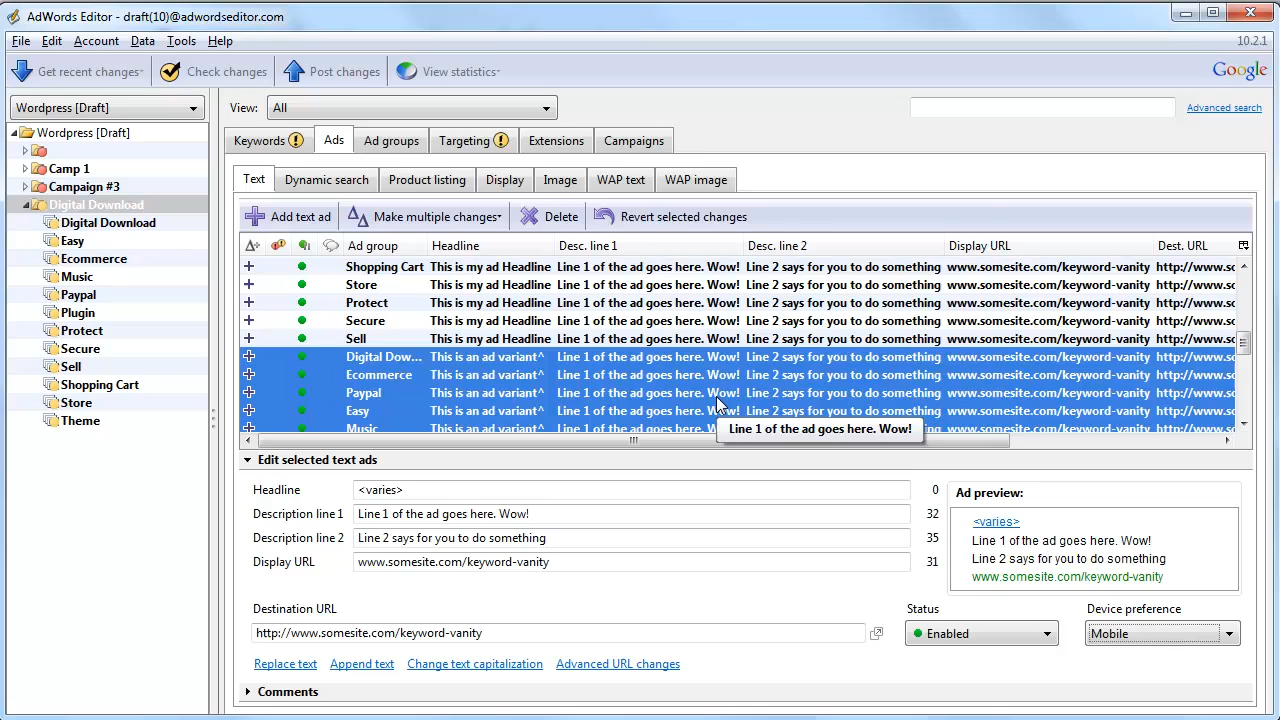 AdWords Editor - draft(10)@adwordseditor.com
File Edit Account Data Tools Help 10.2.1
Get recent changes Check changes Post changes View statistics Google
Wordpress [Draft] View: All Advanced search
Wordpress [Draft]
Camp 1
Campaign #3
Digital Download
Digital Download
Easy
Ecommerce
Music
Paypal
Plugin
Protect
Secure
Sell
Shopping Cart
Store
Theme
Keywords Ads Ad groups Targeting Extensions Campaigns
Text Dynamic search Product listing Display Image WAP text WAP image
Add text ad Make multiple changes Delete Revert selected changes
Ad group Headline Desc. line 1 Desc. line 2 Display URL Dest. URL
Shopping Cart This is my ad Headline Line 1 of the ad goes here. Wow! Line 2 says for you to do something www.somesite.com/keyword-vanity http://www.sc
Store This is my ad Headline Line 1 of the ad goes here. Wow! Line 2 says for you to do something www.somesite.com/keyword-vanity http://www.sc
Protect This is my ad Headline Line 1 of the ad goes here. Wow! Line 2 says for you to do something www.somesite.com/keyword-vanity http://www.sc
Secure This is my ad Headline Line 1 of the ad goes here. Wow! Line 2 says for you to do something www.somesite.com/keyword-vanity http://www.sc
Sell This is my ad Headline Line 1 of the ad goes here. Wow! Line 2 says for you to do something www.somesite.com/keyword-vanity http://www.sc
Digital Dow... This is an ad variant^ Line 1 of the ad goes here. Wow! Line 2 says for you to do something www.somesite.com/keyword-vanity http://www.sc
Ecommerce This is an ad variant^ Line 1 of the ad goes here. Wow! Line 2 says for you to do something www.somesite.com/keyword-vanity http://www.sc
Paypal This is an ad variant^ Line 1 of the ad goes here. Wow! Line 2 says for you to do something www.somesite.com/keyword-vanity http://www.sc
Easy This is an ad variant^ Line 1 of the ad goes here. Wow! Line 2 says for you to do something www.somesite.com/keyword-vanity http://www.sc
Music This is an ad variant^ Line 1 of the ad goes here. www.somesite.com/keyword-vanity http://www.sc
Line 1 of the ad goes here. Wow!
Edit selected text ads
Headline <varies> 0
Description line 1 Line 1 of the ad goes here. Wow! 32
Description line 2 Line 2 says for you to do something 35
Display URL www.somesite.com/keyword-vanity 31
Ad preview:
<varies>
Line 1 of the ad goes here. Wow!
Line 2 says for you to do something
www.somesite.com/keyword-vanity
Destination URL Status Device preference
http://www.somesite.com/keyword-vanity Enabled Mobile
Replace text Append text Change text capitalization Advanced URL changes
Comments